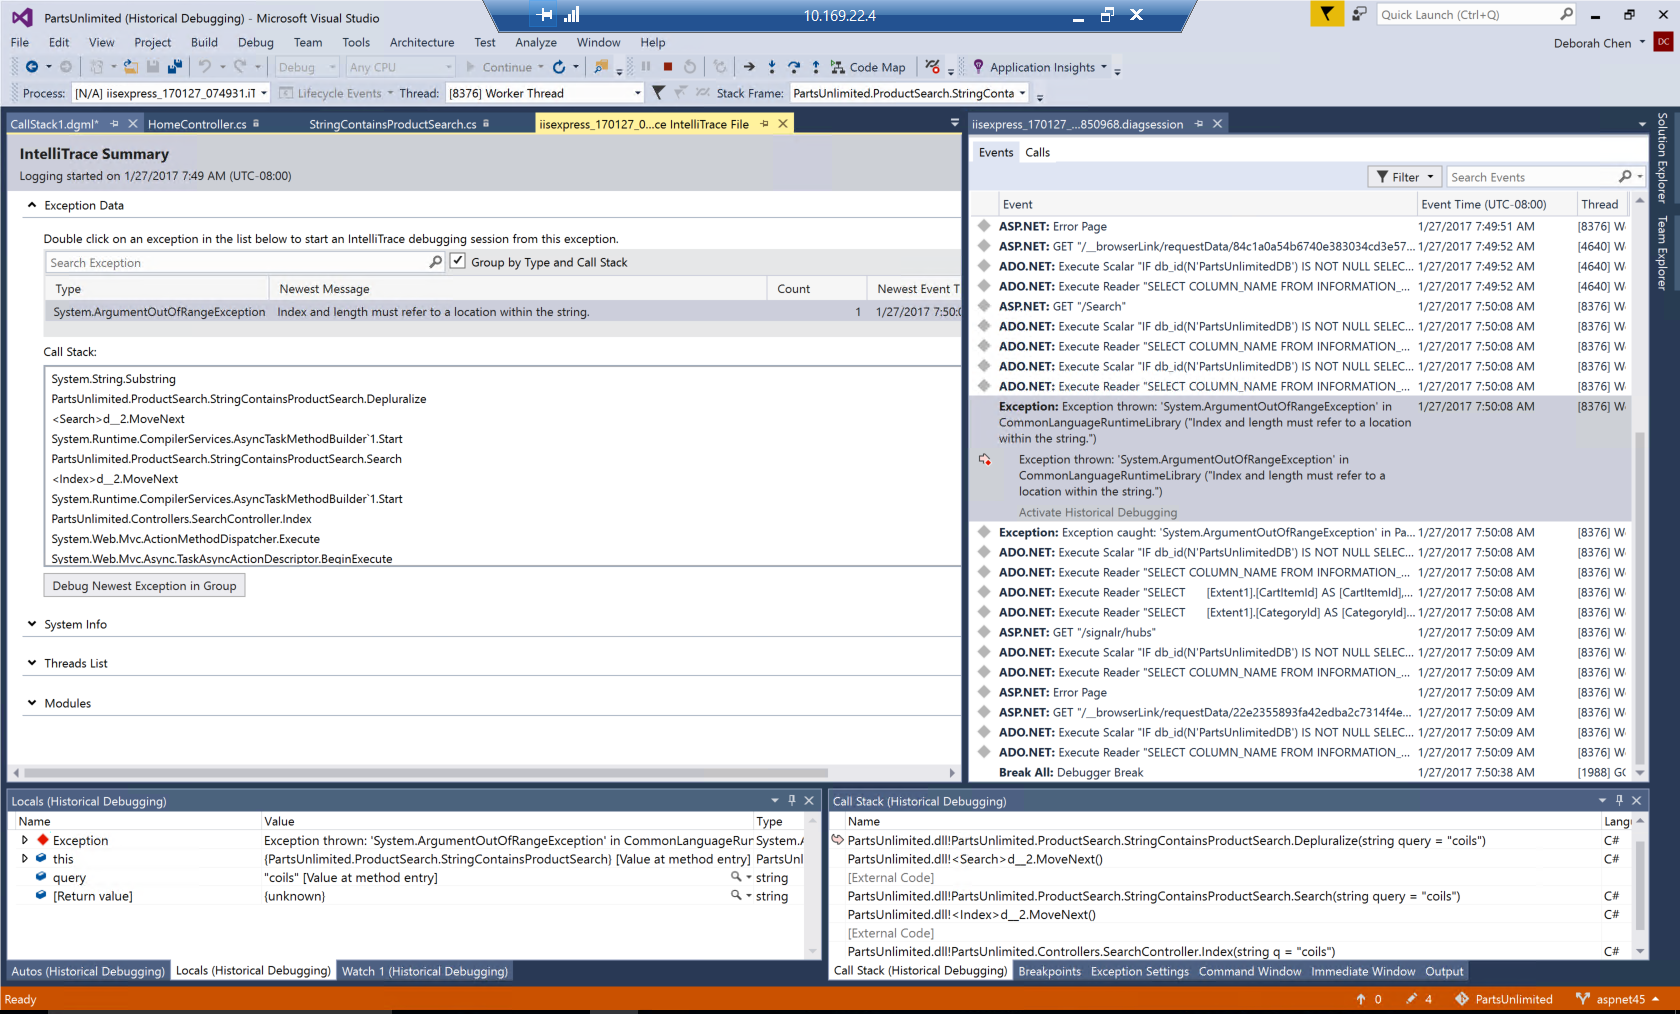 PartsUnlimited (Historical Debugging) - Microsoft Visual Studio
10.169.22.4
Quick Launch (Ctrl+Q)
File Edit View Project Build Debug Team Tools Architecture Test Analyze Window Help
Deborah Chen DC
Debug Any CPU Continue Code Map Application Insights
Process: [N/A] iisexpress_170127_074931.iT Lifecycle Events Thread: [8376] Worker Thread Stack Frame: PartsUnlimited.ProductSearch.StringConta
CallStack1.dgml* HomeController.cs StringContainsProductSearch.cs iisexpress_170127_0...ce IntelliTrace File
IntelliTrace Summary
Logging started on 1/27/2017 7:49 AM (UTC-08:00)
Exception Data
Double click on an exception in the list below to start an IntelliTrace debugging session from this exception.
Search Exception Group by Type and Call Stack
Type Newest Message Count Newest Event T
System.ArgumentOutOfRangeException Index and length must refer to a location within the string. 1 1/27/2017 7:50:0
Call Stack:
System.String.Substring
PartsUnlimited.ProductSearch.StringContainsProductSearch.Depluralize
<Search>d__2.MoveNext
System.Runtime.CompilerServices.AsyncTaskMethodBuilder`1.Start
PartsUnlimited.ProductSearch.StringContainsProductSearch.Search
<Index>d__2.MoveNext
System.Runtime.CompilerServices.AsyncTaskMethodBuilder`1.Start
PartsUnlimited.Controllers.SearchController.Index
System.Web.Mvc.ActionMethodDispatcher.Execute
System.Web.Mvc.Async.TaskAsyncActionDescriptor.BeginExecute
Debug Newest Exception in Group
System Info
Threads List
Modules
iisexpress_170127_...850968.diagsession
Events Calls
Filter Search Events
Event Event Time (UTC-08:00) Thread
ASP.NET: Error Page 1/27/2017 7:49:51 AM [8376] W
ASP.NET: GET "/__browserLink/requestData/84c1a0a54b6740e383034cd3e57... 1/27/2017 7:49:52 AM [4640] W
ADO.NET: Execute Scalar "IF db_id(N'PartsUnlimitedDB') IS NOT NULL SELEC... 1/27/2017 7:49:52 AM [4640] W
ADO.NET: Execute Reader "SELECT COLUMN_NAME FROM INFORMATION_... 1/27/2017 7:49:52 AM [4640] W
ASP.NET: GET "/Search" 1/27/2017 7:50:08 AM [8376] W
ADO.NET: Execute Scalar "IF db_id(N'PartsUnlimitedDB') IS NOT NULL SELEC... 1/27/2017 7:50:08 AM [8376] W
ADO.NET: Execute Reader "SELECT COLUMN_NAME FROM INFORMATION_... 1/27/2017 7:50:08 AM [8376] W
ADO.NET: Execute Scalar "IF db_id(N'PartsUnlimitedDB') IS NOT NULL SELEC... 1/27/2017 7:50:08 AM [8376] W
ADO.NET: Execute Reader "SELECT COLUMN_NAME FROM INFORMATION_... 1/27/2017 7:50:08 AM [8376] W
Exception: Exception thrown: 'System.ArgumentOutOfRangeException' in 1/27/2017 7:50:08 AM [8376] W
CommonLanguageRuntimeLibrary ("Index and length must refer to a location
within the string.")
Exception thrown: 'System.ArgumentOutOfRangeException' in
CommonLanguageRuntimeLibrary ("Index and length must refer to a
location within the string.")
Activate Historical Debugging
Exception: Exception caught: 'System.ArgumentOutOfRangeException' in Pa... 1/27/2017 7:50:08 AM [8376] W
ADO.NET: Execute Scalar "IF db_id(N'PartsUnlimitedDB') IS NOT NULL SELEC... 1/27/2017 7:50:08 AM [8376] W
ADO.NET: Execute Reader "SELECT COLUMN_NAME FROM INFORMATION_... 1/27/2017 7:50:08 AM [8376] W
ADO.NET: Execute Reader "SELECT [Extent1].[CartItemId] AS [CartItemId],... 1/27/2017 7:50:08 AM [8376] W
ADO.NET: Execute Reader "SELECT [Extent1].[CategoryId] AS [CategoryId]... 1/27/2017 7:50:08 AM [8376] W
ASP.NET: GET "/signalr/hubs" 1/27/2017 7:50:09 AM [8376] W
ADO.NET: Execute Scalar "IF db_id(N'PartsUnlimitedDB') IS NOT NULL SELEC... 1/27/2017 7:50:09 AM [8376] W
ADO.NET: Execute Reader "SELECT COLUMN_NAME FROM INFORMATION_... 1/27/2017 7:50:09 AM [8376] W
ASP.NET: Error Page 1/27/2017 7:50:09 AM [8376] W
ASP.NET: GET "/__browserLink/requestData/22e2355893fa42edba2c7314f4e... 1/27/2017 7:50:09 AM [8376] W
ADO.NET: Execute Scalar "IF db_id(N'PartsUnlimitedDB') IS NOT NULL SELEC... 1/27/2017 7:50:09 AM [8376] W
ADO.NET: Execute Reader "SELECT COLUMN_NAME FROM INFORMATION_... 1/27/2017 7:50:09 AM [8376] W
Break All: Debugger Break 1/27/2017 7:50:38 AM [1988] GC
Solution Explorer
Team Explorer
Locals (Historical Debugging)
Name Value Type
Exception Exception thrown: 'System.ArgumentOutOfRangeException' in CommonLanguageRur System.A
this {PartsUnlimited.ProductSearch.StringContainsProductSearch} [Value at method entry] PartsUnl
query "coils" [Value at method entry] string
[Return value] {unknown} string
Autos (Historical Debugging) Locals (Historical Debugging) Watch 1 (Historical Debugging)
Call Stack (Historical Debugging)
Name Langu
PartsUnlimited.dll!PartsUnlimited.ProductSearch.StringContainsProductSearch.Depluralize(string query = "coils") C#
PartsUnlimited.dll!<Search>d__2.MoveNext() C#
[External Code]
PartsUnlimited.dll!PartsUnlimited.ProductSearch.StringContainsProductSearch.Search(string query = "coils") C#
PartsUnlimited.dll!<Index>d__2.MoveNext() C#
[External Code]
PartsUnlimited.dll!PartsUnlimited.Controllers.SearchController.Index(string q = "coils") C#
Call Stack (Historical Debugging) Breakpoints Exception Settings Command Window Immediate Window Output
Ready 0 4 PartsUnlimited aspnet45